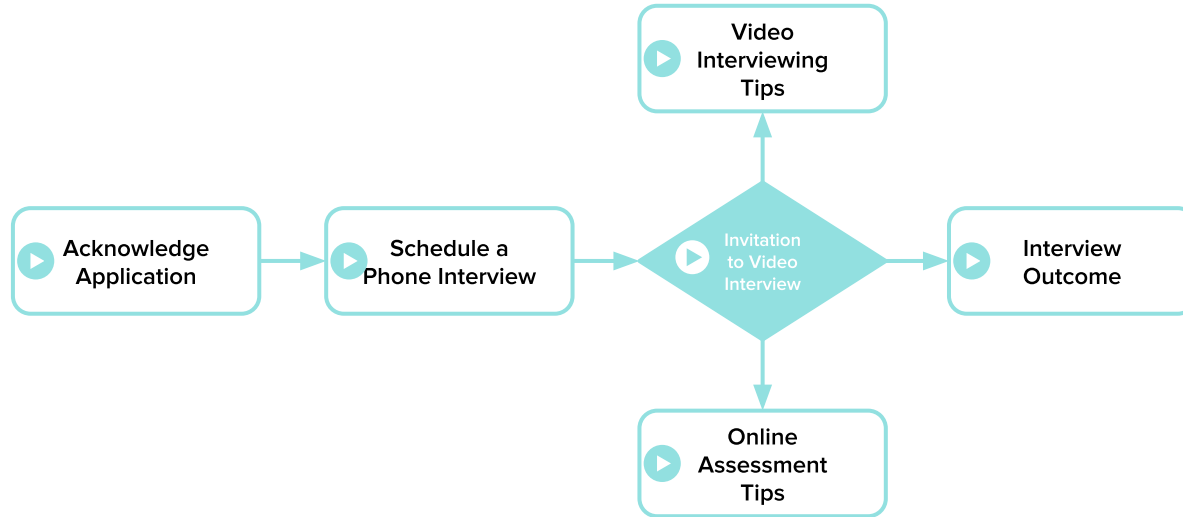 Video
Interviewing
Tips
Acknowledge
Application
Schedule a
Phone Interview
Invitation
to Video
Interview
Interview
Outcome
Online
Assessment
Tips